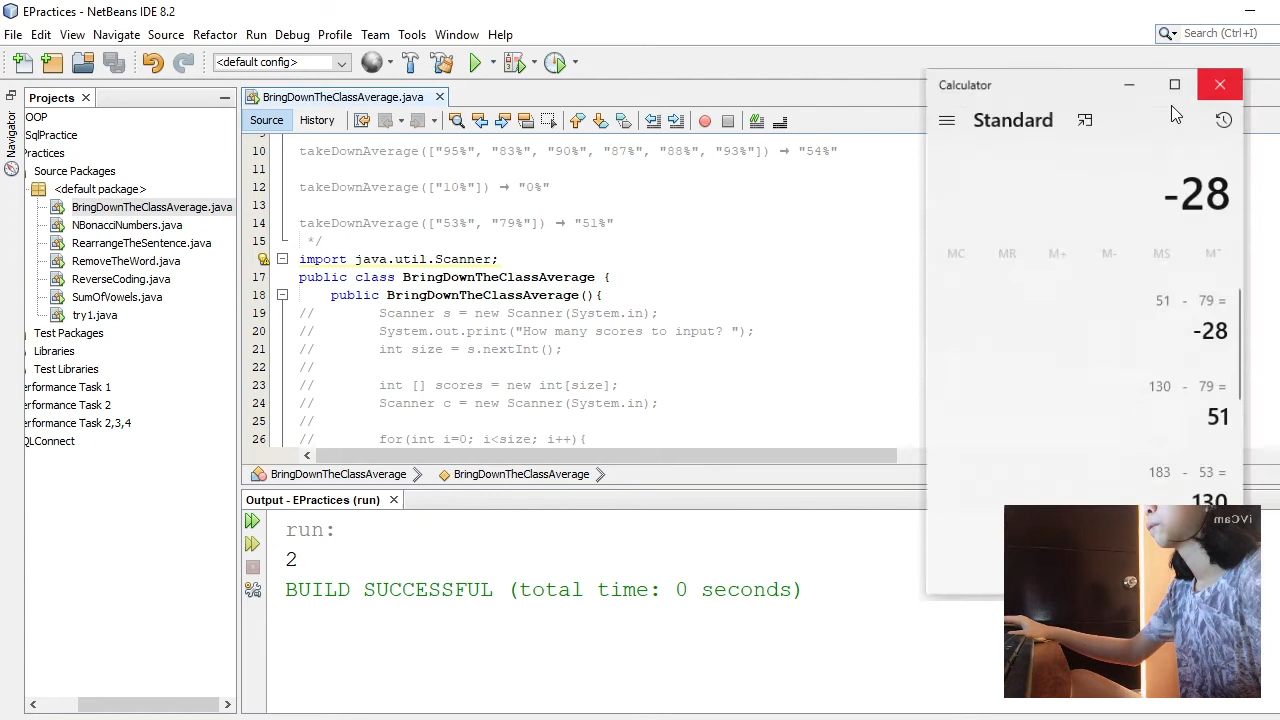 EPractices - NetBeans IDE 8.2
File Edit View Navigate Source Refactor Run Debug Profile Team Tools Window Help
Search (Ctrl+I)
<default config>
Navigator
Projects
OOP
SqlPractice
Practices
Source Packages
<default package>
BringDownTheClassAverage.java
NBonacciNumbers.java
RearrangeTheSentence.java
RemoveTheWord.java
ReverseCoding.java
SumOfVowels.java
try1.java
Test Packages
Libraries
Test Libraries
erformance Task 1
erformance Task 2
erformance Task 2,3,4
QLConnect
BringDownTheClassAverage.java
Source History
9
10 takeDownAverage(["95%", "83%", "90%", "87%", "88%", "93%"]) → "54%"
11
12 takeDownAverage(["10%"]) → "0%"
13
14 takeDownAverage(["53%", "79%"]) → "51%"
15 */
16 import java.util.Scanner;
17 public class BringDownTheClassAverage {
18 public BringDownTheClassAverage(){
19 // Scanner s = new Scanner(System.in);
20 // System.out.print("How many scores to input? ");
21 // int size = s.nextInt();
22 //
23 // int [] scores = new int[size];
24 // Scanner c = new Scanner(System.in);
25 //
26 // for(int i=0; i<size; i++){
BringDownTheClassAverage BringDownTheClassAverage
Output - EPractices (run)
run:
2
BUILD SUCCESSFUL (total time: 0 seconds)
Calculator
Standard
-28
MC MR M+ M- MS M˅
51 - 79 =
-28
130 - 79 =
51
183 - 53 =
130
iVCam